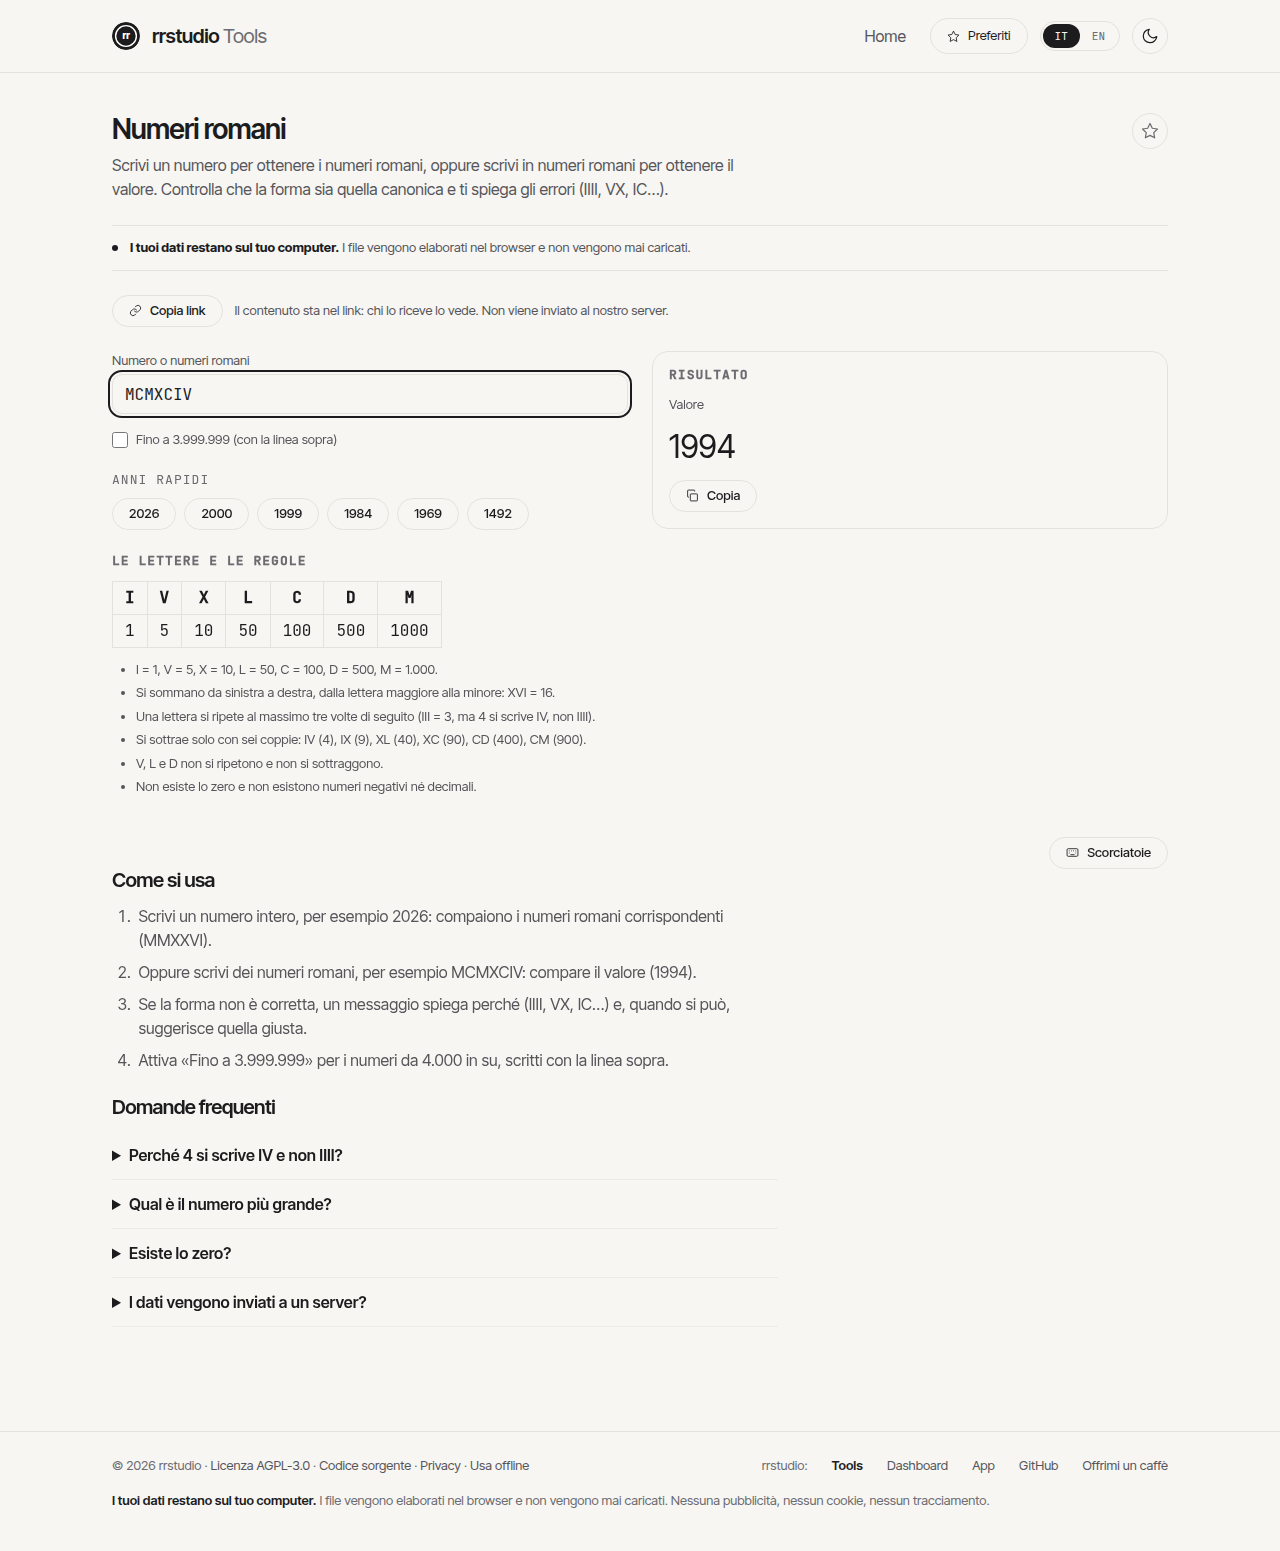 rr rrstudio Tools
Home
Preferiti
IT EN
Numeri romani
Scrivi un numero per ottenere i numeri romani, oppure scrivi in numeri romani per ottenere il
valore. Controlla che la forma sia quella canonica e ti spiega gli errori (IIII, VX, IC…).
I tuoi dati restano sul tuo computer. I file vengono elaborati nel browser e non vengono mai caricati.
Copia link
Il contenuto sta nel link: chi lo riceve lo vede. Non viene inviato al nostro server.
Numero o numeri romani
MCMXCIV
Fino a 3.999.999 (con la linea sopra)
ANNI RAPIDI
2026 2000 1999 1984 1969 1492
RISULTATO
Valore
1994
Copia
LE LETTERE E LE REGOLE
I V X L C D M
1 5 10 50 100 500 1000
• I = 1, V = 5, X = 10, L = 50, C = 100, D = 500, M = 1.000.
• Si sommano da sinistra a destra, dalla lettera maggiore alla minore: XVI = 16.
• Una lettera si ripete al massimo tre volte di seguito (III = 3, ma 4 si scrive IV, non IIII).
• Si sottrae solo con sei coppie: IV (4), IX (9), XL (40), XC (90), CD (400), CM (900).
• V, L e D non si ripetono e non si sottraggono.
• Non esiste lo zero e non esistono numeri negativi né decimali.
Scorciatoie
Come si usa
1. Scrivi un numero intero, per esempio 2026: compaiono i numeri romani corrispondenti
(MMXXVI).
2. Oppure scrivi dei numeri romani, per esempio MCMXCIV: compare il valore (1994).
3. Se la forma non è corretta, un messaggio spiega perché (IIII, VX, IC…) e, quando si può,
suggerisce quella giusta.
4. Attiva «Fino a 3.999.999» per i numeri da 4.000 in su, scritti con la linea sopra.
Domande frequenti
Perché 4 si scrive IV e non IIII?
Qual è il numero più grande?
Esiste lo zero?
I dati vengono inviati a un server?
© 2026 rrstudio · Licenza AGPL-3.0 · Codice sorgente · Privacy · Usa offline
rrstudio: Tools Dashboard App GitHub Offrimi un caffè
I tuoi dati restano sul tuo computer. I file vengono elaborati nel browser e non vengono mai caricati. Nessuna pubblicità, nessun cookie, nessun tracciamento.